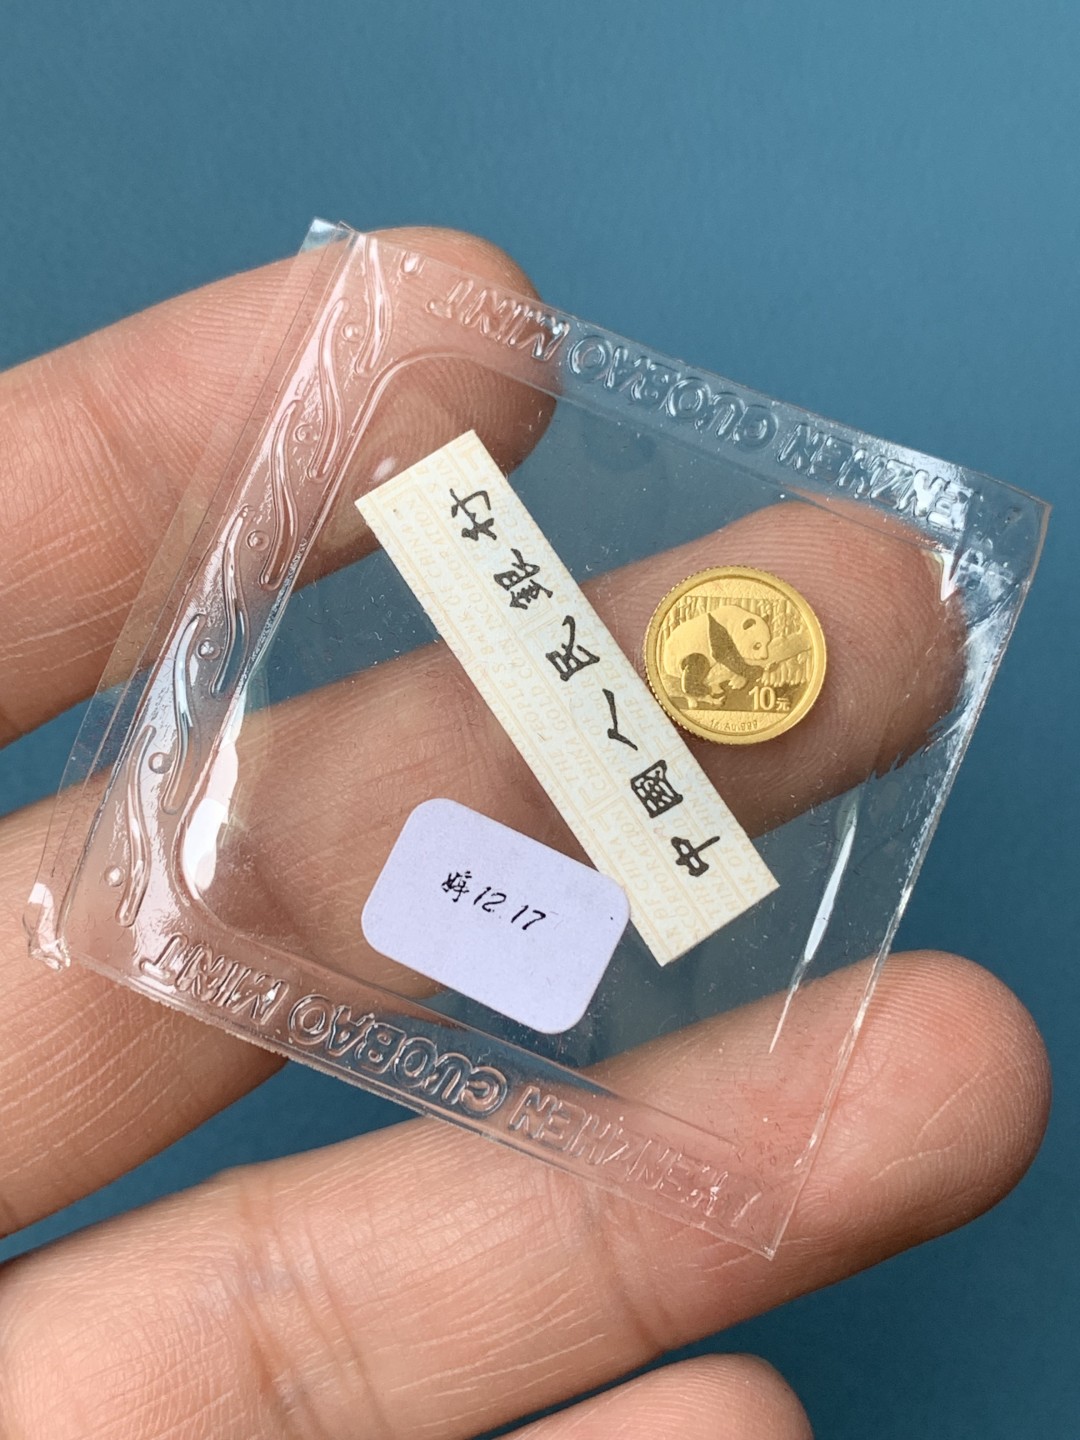 SHENZHEN GUOBAO MINT
中國人民銀行
10元
1g Au.999
12.17
SHENZHEN GUOBAO MINT